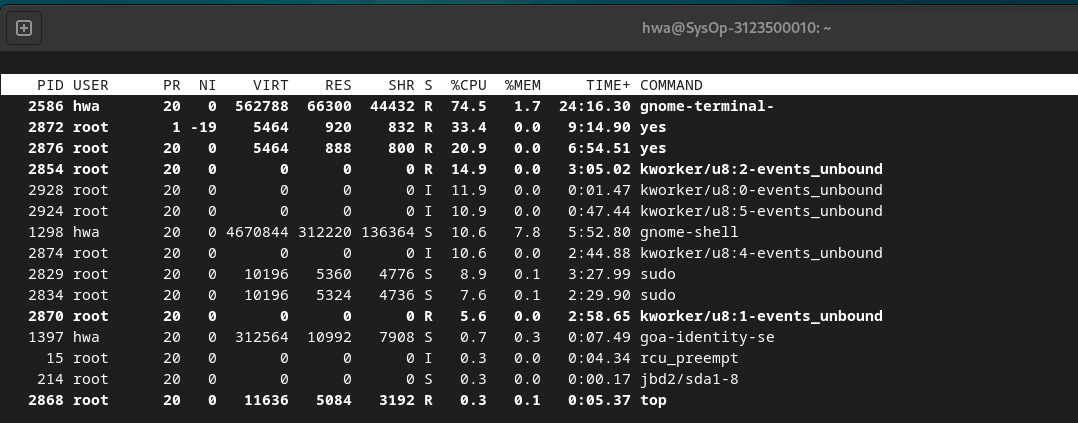 hwa@SysOp-3123500010: ~
PID USER PR NI VIRT RES SHR S %CPU %MEM TIME+ COMMAND
2586 hwa 20 0 562788 66300 44432 R 74.5 1.7 24:16.30 gnome-terminal-
2872 root 1 -19 5464 920 832 R 33.4 0.0 9:14.90 yes
2876 root 20 0 5464 888 800 R 20.9 0.0 6:54.51 yes
2854 root 20 0 0 0 0 R 14.9 0.0 3:05.02 kworker/u8:2-events_unbound
2928 root 20 0 0 0 0 I 11.9 0.0 0:01.47 kworker/u8:0-events_unbound
2924 root 20 0 0 0 0 I 10.9 0.0 0:47.44 kworker/u8:5-events_unbound
1298 hwa 20 0 4670844 312220 136364 S 10.6 7.8 5:52.80 gnome-shell
2874 root 20 0 0 0 0 I 10.6 0.0 2:44.88 kworker/u8:4-events_unbound
2829 root 20 0 10196 5360 4776 S 8.9 0.1 3:27.99 sudo
2834 root 20 0 10196 5324 4736 S 7.6 0.1 2:29.90 sudo
2870 root 20 0 0 0 0 R 5.6 0.0 2:58.65 kworker/u8:1-events_unbound
1397 hwa 20 0 312564 10992 7908 S 0.7 0.3 0:07.49 goa-identity-se
15 root 20 0 0 0 0 I 0.3 0.0 0:04.34 rcu_preempt
214 root 20 0 0 0 0 S 0.3 0.0 0:00.17 jbd2/sda1-8
2868 root 20 0 11636 5084 3192 R 0.3 0.1 0:05.37 top